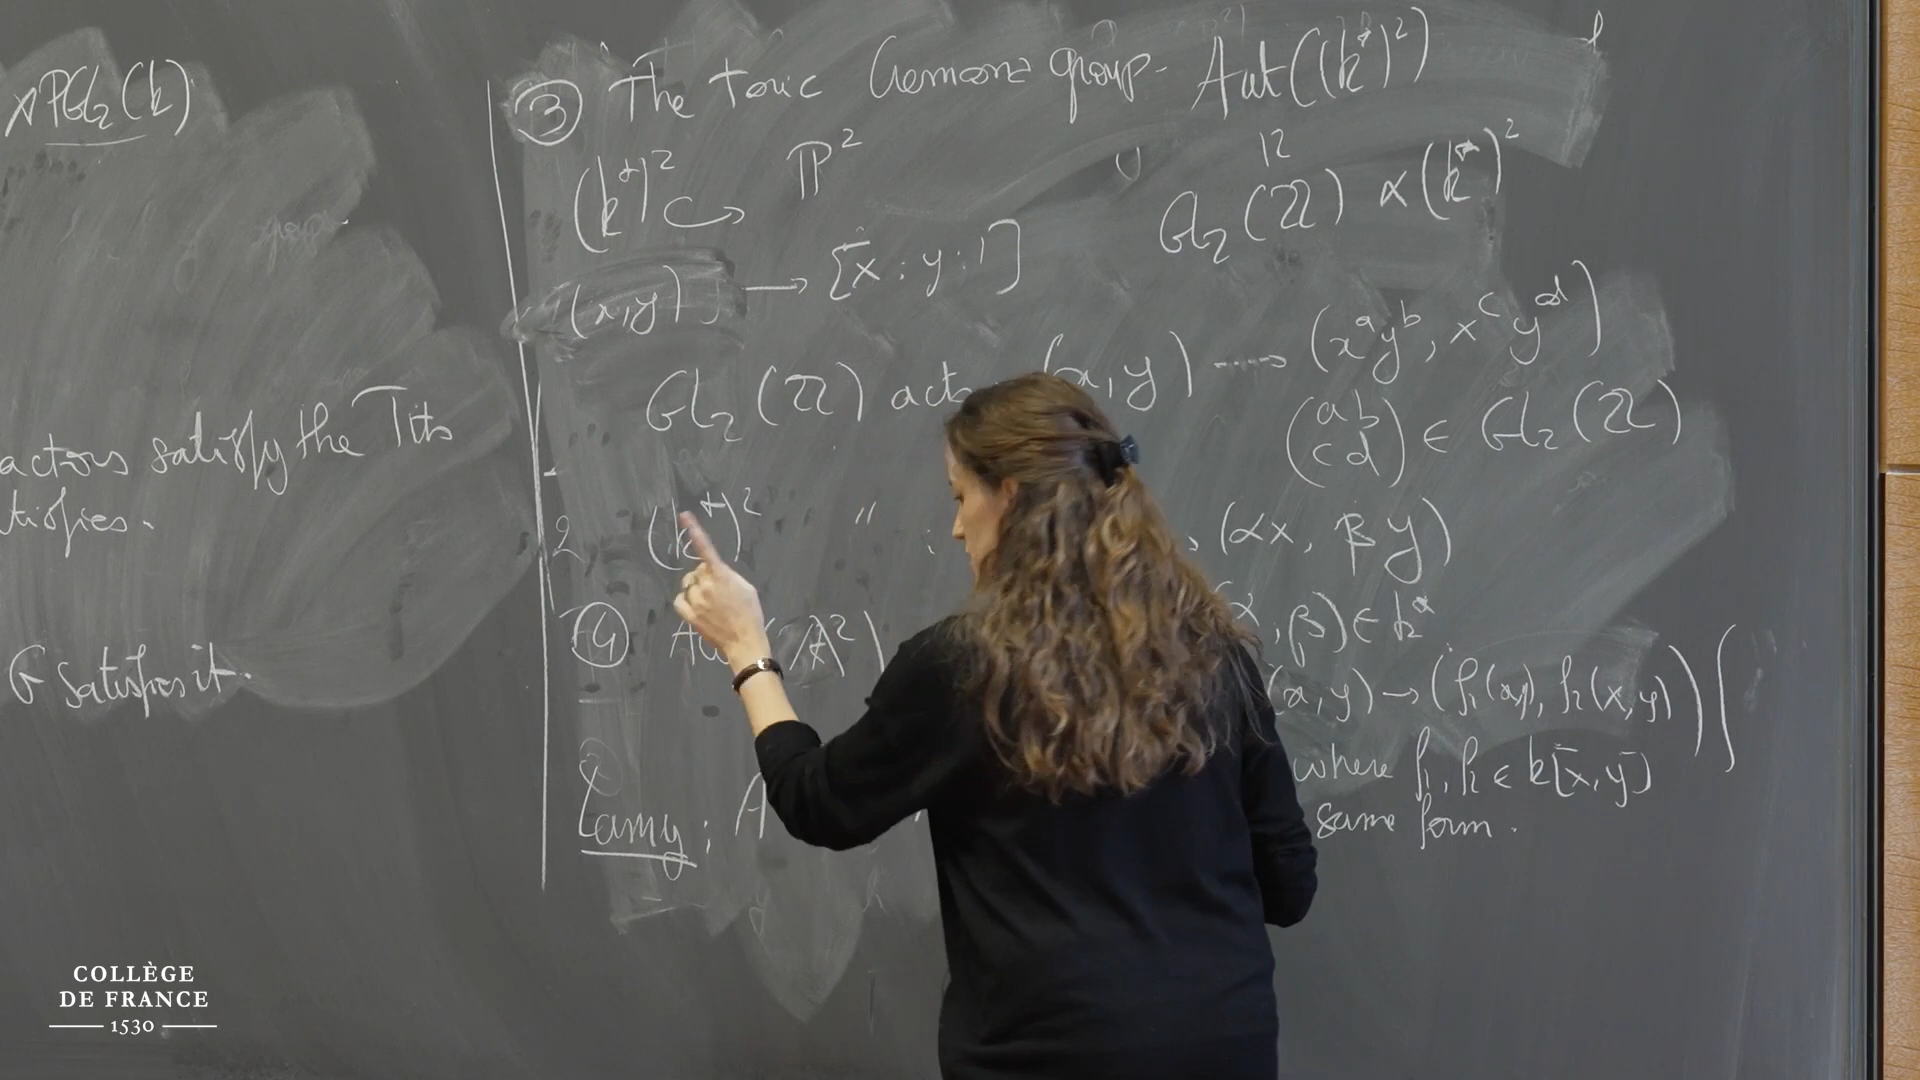 ⋊ PGL₂(k)
actors satisfy the Tits
tisfies.
G satisfies it.
③ The toric Cremona group - Aut((k*)²)
(k*)² ↪ ℙ²
GL₂(ℤ) ⋉ (k*)²
(x,y) → [x : y : 1]
GL₂(ℤ) acts (x,y) ⇢ (xᵃyᵇ, xᶜyᵈ)
(a b
c d) ∈ GL₂(ℤ)
(k*)² " : (αx, βy)
(α,β) ∈ k*
④ Aut(𝔸²)
(x,y) → (f₁(x,y), f₂(x,y))
where f₁, f₂ ∈ k[x,y]
same form.
Lamy : A
COLLÈGE
DE FRANCE
1530